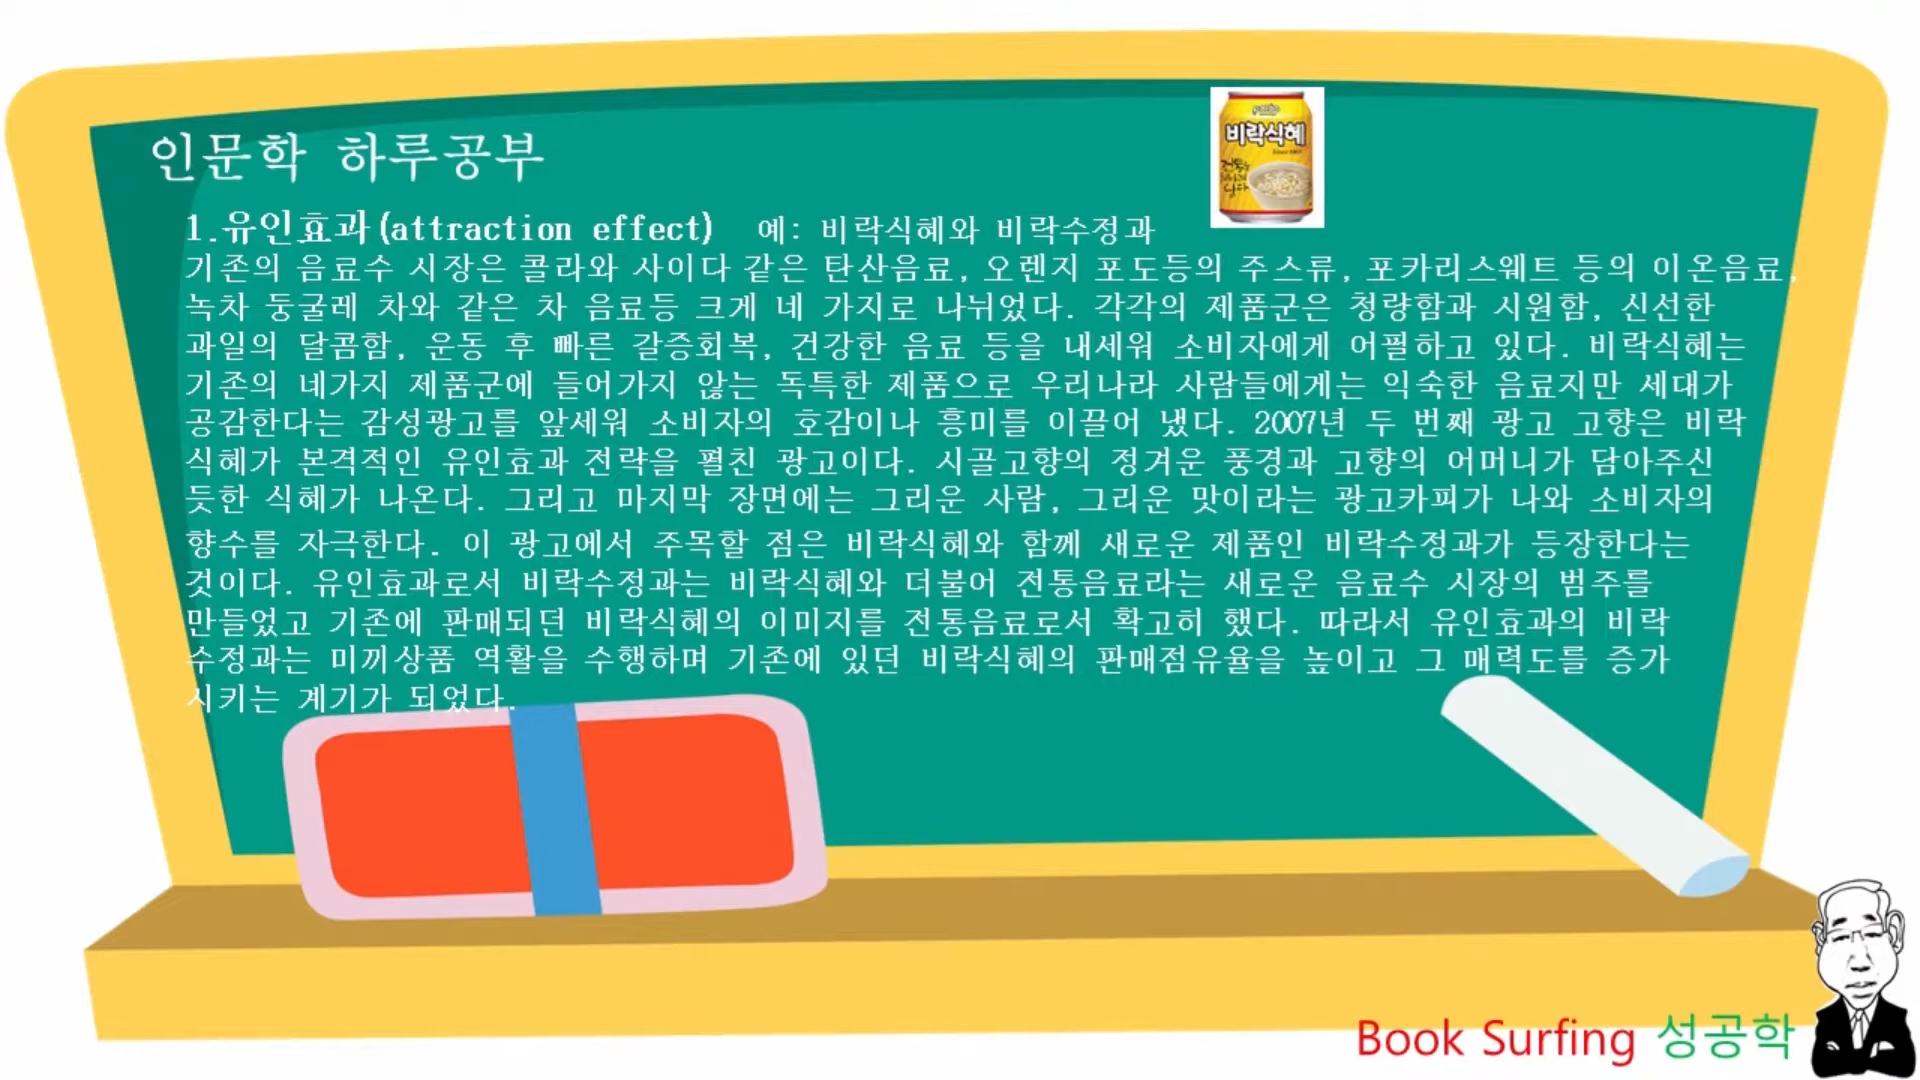 인문학 하루공부
비락식혜
1.유인효과(attraction effect) 예: 비락식혜와 비락수정과
기존의 음료수 시장은 콜라와 사이다 같은 탄산음료, 오렌지 포도등의 주스류, 포카리스웨트 등의 이온음료,
녹차 둥굴레 차와 같은 차 음료등 크게 네 가지로 나뉘었다. 각각의 제품군은 청량함과 시원함, 신선한
과일의 달콤함, 운동 후 빠른 갈증회복, 건강한 음료 등을 내세워 소비자에게 어필하고 있다. 비락식혜는
기존의 네가지 제품군에 들어가지 않는 독특한 제품으로 우리나라 사람들에게는 익숙한 음료지만 세대가
공감한다는 감성광고를 앞세워 소비자의 호감이나 흥미를 이끌어 냈다. 2007년 두 번째 광고 고향은 비락
식혜가 본격적인 유인효과 전략을 펼친 광고이다. 시골고향의 정겨운 풍경과 고향의 어머니가 담아주신
듯한 식혜가 나온다. 그리고 마지막 장면에는 그리운 사람, 그리운 맛이라는 광고카피가 나와 소비자의
향수를 자극한다. 이 광고에서 주목할 점은 비락식혜와 함께 새로운 제품인 비락수정과가 등장한다는
것이다. 유인효과로서 비락수정과는 비락식혜와 더불어 전통음료라는 새로운 음료수 시장의 범주를
만들었고 기존에 판매되던 비락식혜의 이미지를 전통음료로서 확고히 했다. 따라서 유인효과의 비락
수정과는 미끼상품 역활을 수행하며 기존에 있던 비락식혜의 판매점유율을 높이고 그 매력도를 증가
시키는 계기가 되었다.
Book Surfing 성공학